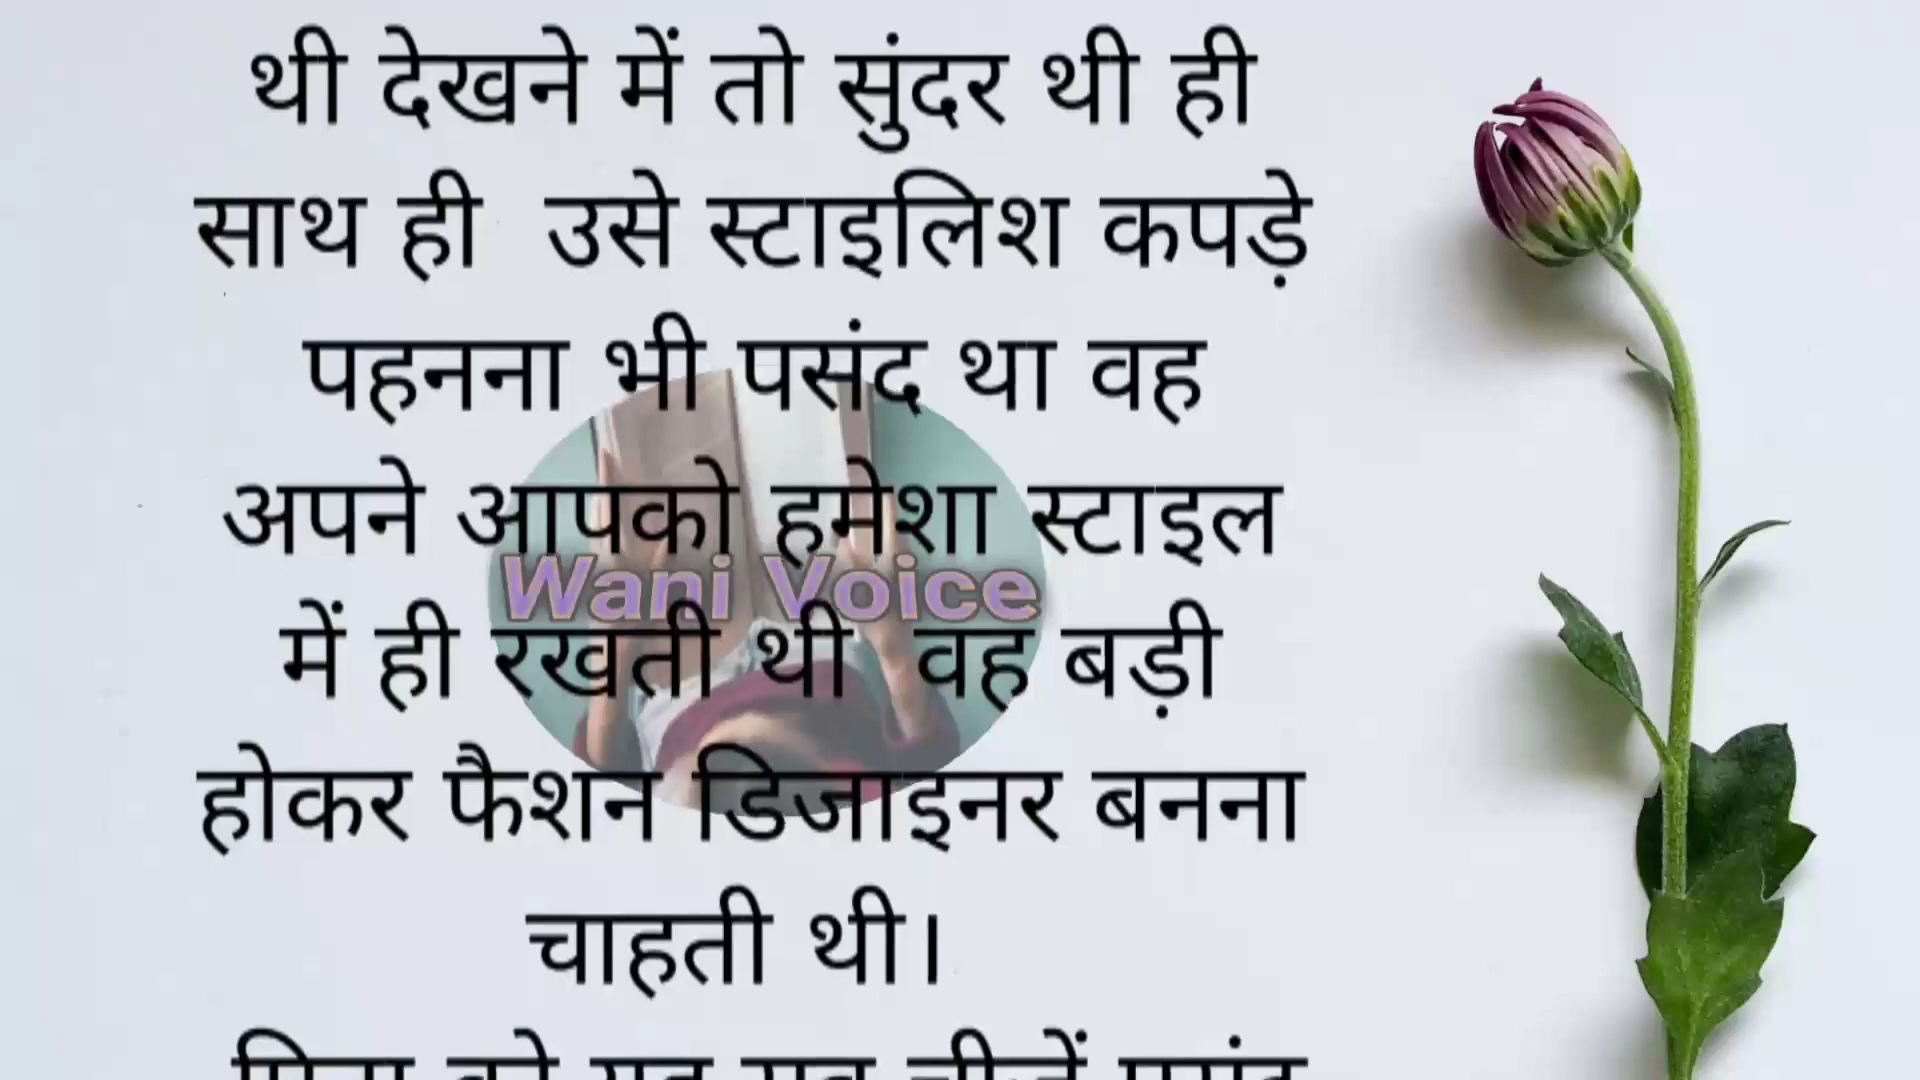 थी देखने में तो सुंदर थी ही
साथ ही उसे स्टाइलिश कपड़े
पहनना भी पसंद था वह
अपने आपको हमेशा स्टाइल
Wani Voice
में ही रखती थी वह बड़ी
होकर फैशन डिजाइनर बनना
चाहती थी।